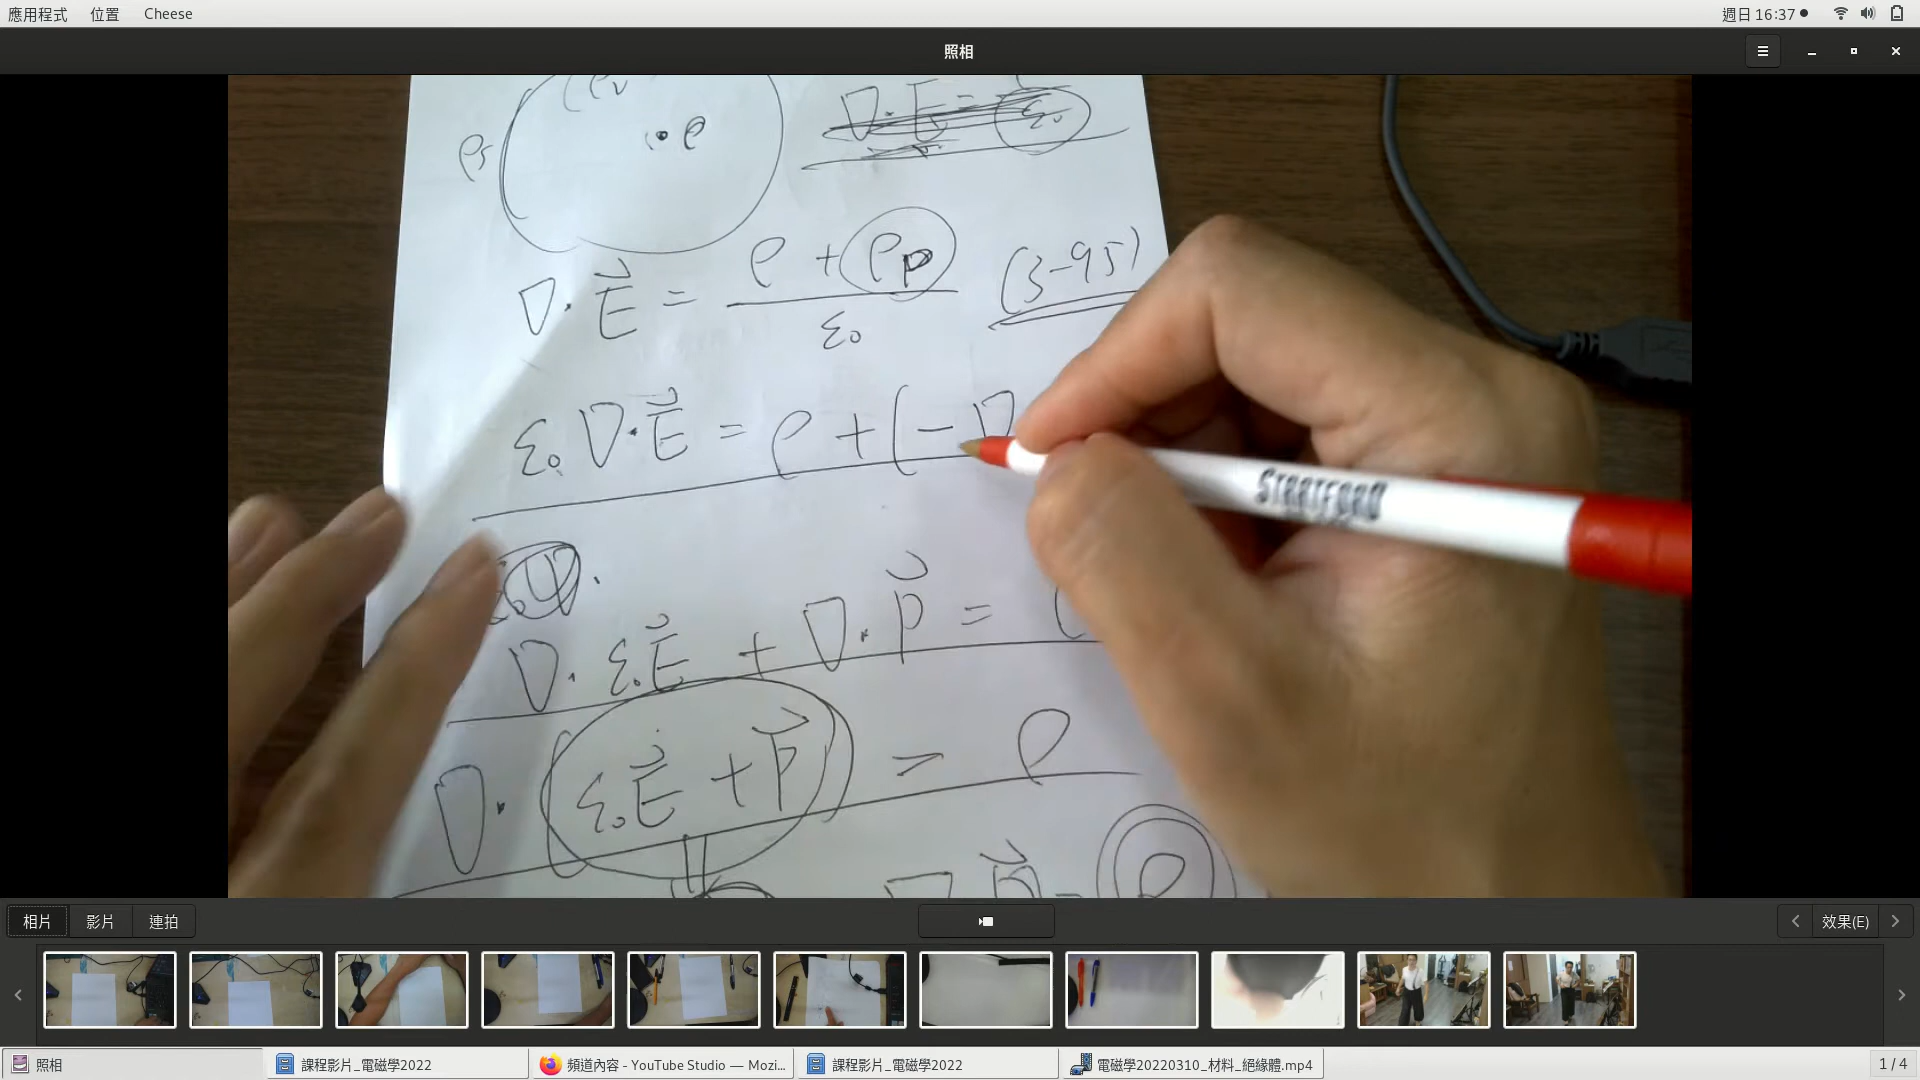 應用程式 位置 Cheese 週日 16:37
照相
ρ_v
ρ_s
ρ
∇·E =
ε₀
∇·E⃗ = (ρ + ρ_p)/ε₀ (3-95)
ε₀∇·E⃗ = ρ + (-∇
∇·ε₀E⃗ + ∇·P⃗ =
STRATFORD
∇·(ε₀E⃗ + P⃗) = ρ
相片 影片 連拍 效果(E)
照相 課程影片_電磁學2022 頻道內容 - YouTube Studio — Mozi... 課程影片_電磁學2022 電磁學20220310_材料_絕緣體.mp4 1 / 4